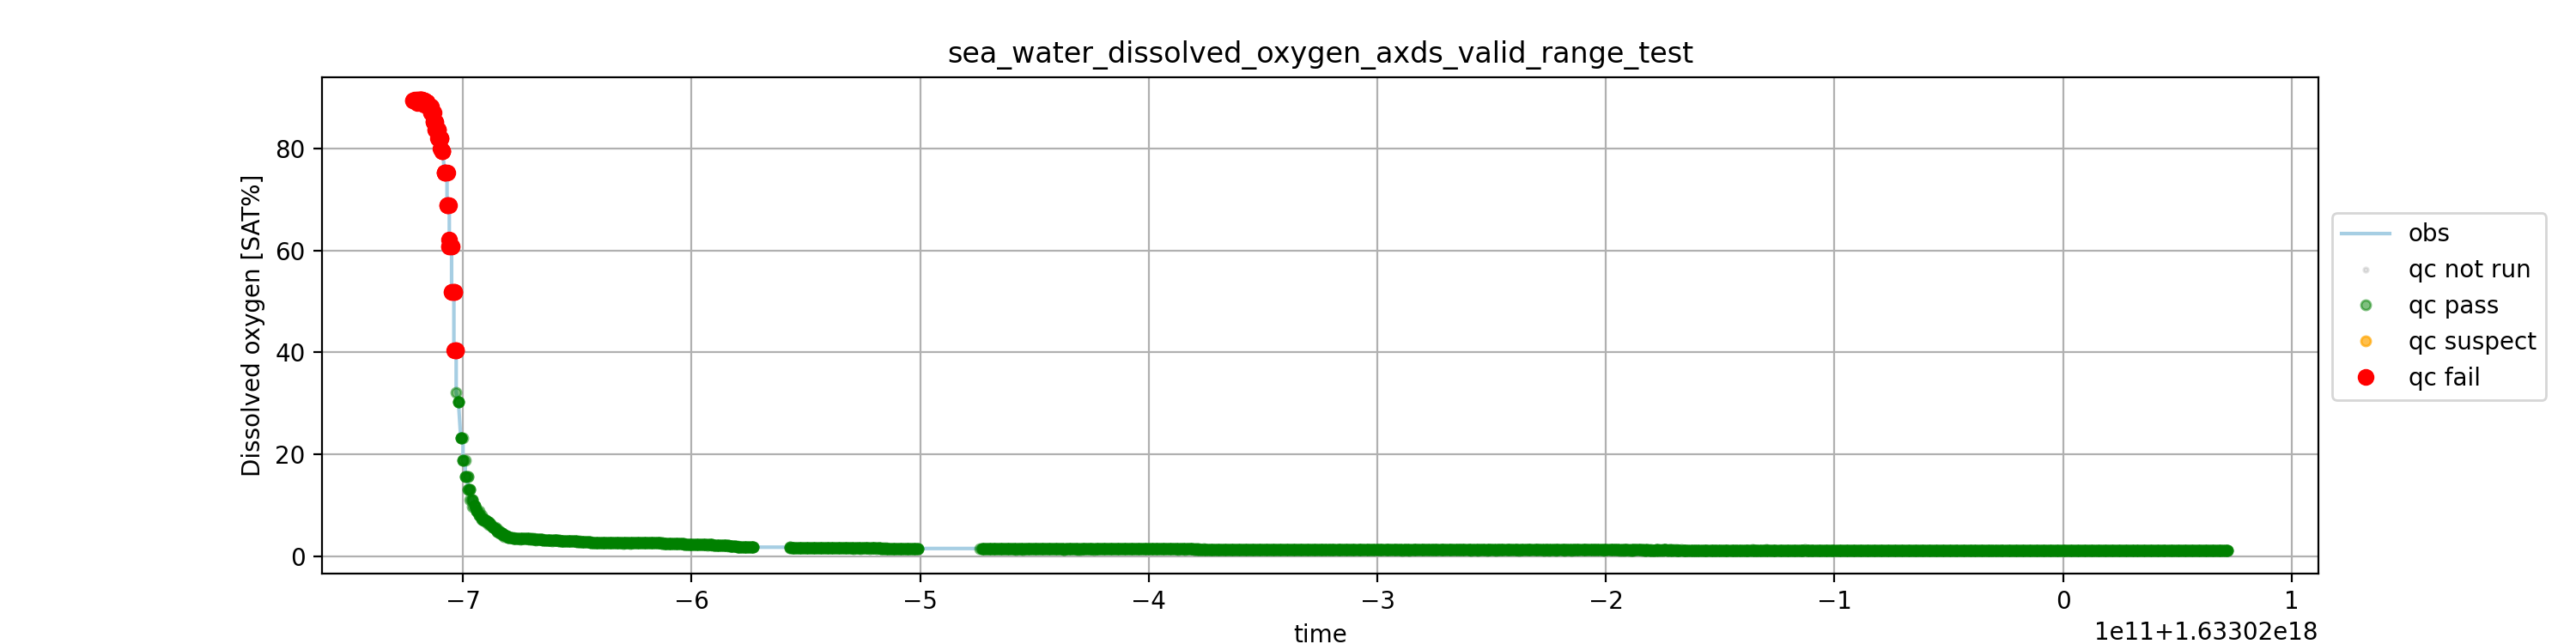 sea_water_dissolved_oxygen_axds_valid_range_test
Dissolved oxygen [SAT%]
80
60
40
20
0
obs
qc not run
qc pass
qc suspect
qc fail
−7 −6 −5 −4 −3 −2 −1 0 1
time
1e11+1.63302e18